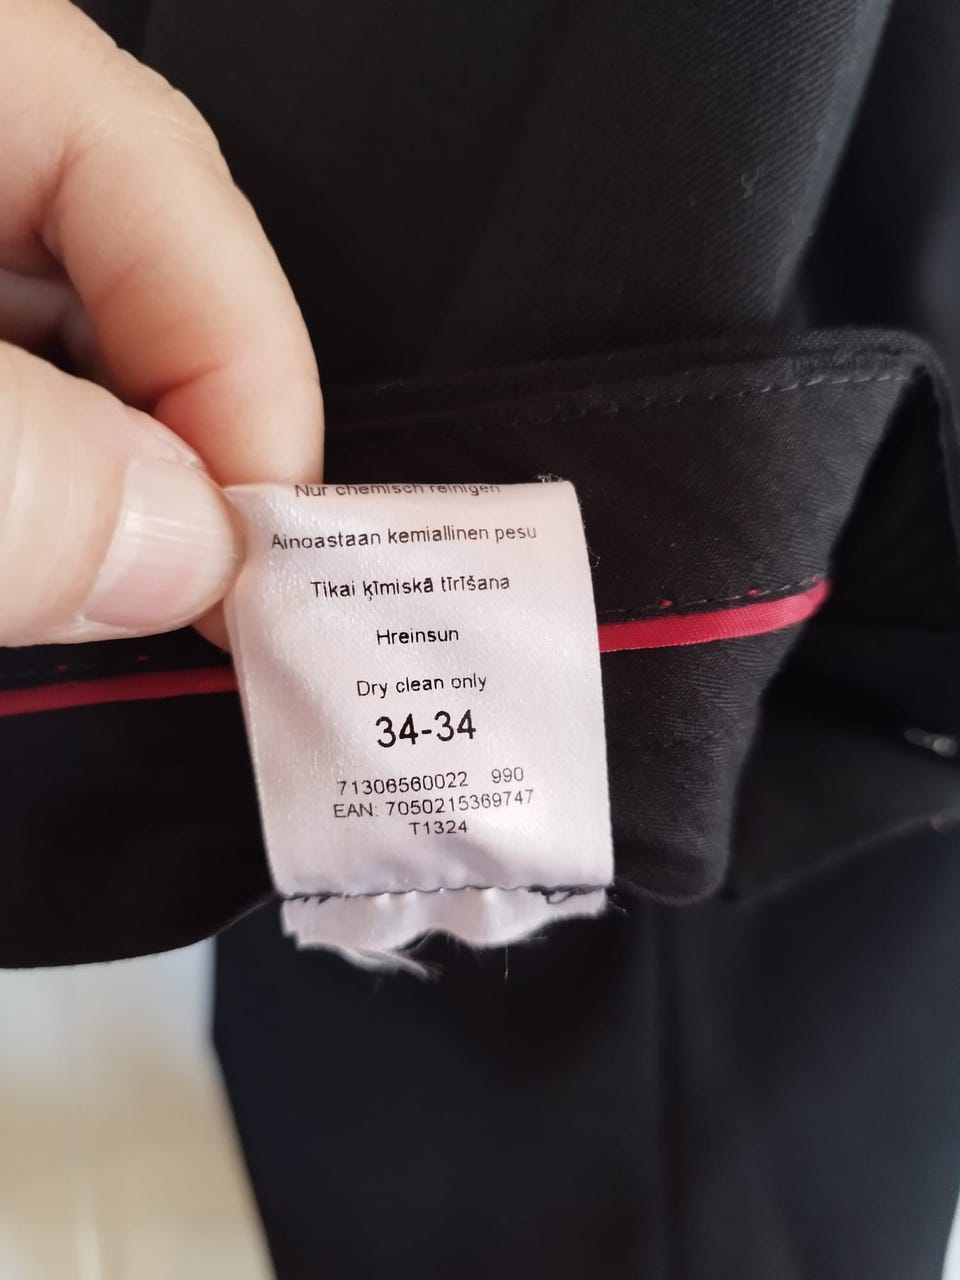 Nur chemisch reinigen
Ainoastaan kemiallinen pesu
Tikai ķīmiskā tīrīšana
Hreinsun
Dry clean only
34-34
71306560022 990
EAN: 7050215369747
T1324